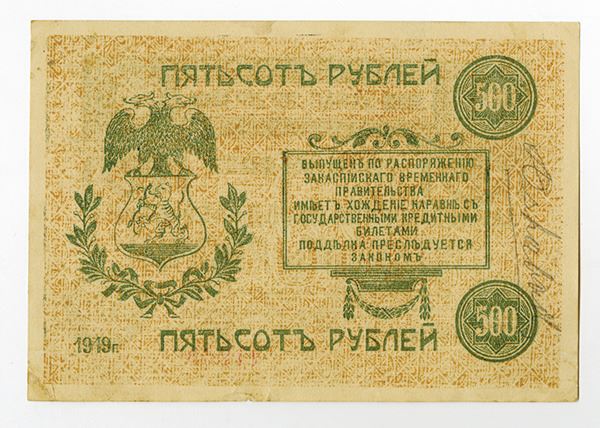 ПЯТЬСОТЪ РУБЛЕЙ
500
ВЫПУЩЕНЪ ПО РАСПОРЯЖЕНІЮ
ЗАКАСПІЙСКАГО ВРЕМЕННАГО
ПРАВИТЕЛЬСТВА
ИМѢЕТЪ ХОЖДЕНІЕ НАРАВНѢ СЪ
ГОСУДАРСТВЕННЫМИ КРЕДИТНЫМИ
БИЛЕТАМИ
ПОДДѢЛКА ПРЕСЛѢДУЕТСЯ
ЗАКОНОМЪ
1919г.
ПЯТЬСОТЪ РУБЛЕЙ
500